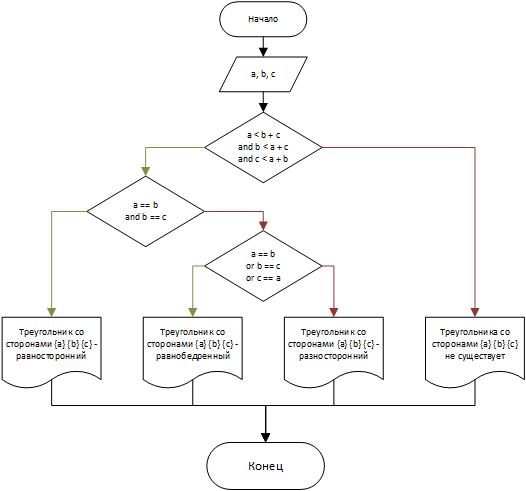 Начало
a, b, c
a < b + c
and b < a + c
and c < a + b
a == b
and b == c
a == b
or b == c
or c == a
Треугольник со
сторонами {a} {b} {c} -
равносторонний
Треугольник со
сторонами {a} {b} {c} -
равнобедренный
Треугольник со
сторонами {a} {b} {c} -
разносторонний
Треугольника со
сторонами {a} {b} {c}
не существует
Конец